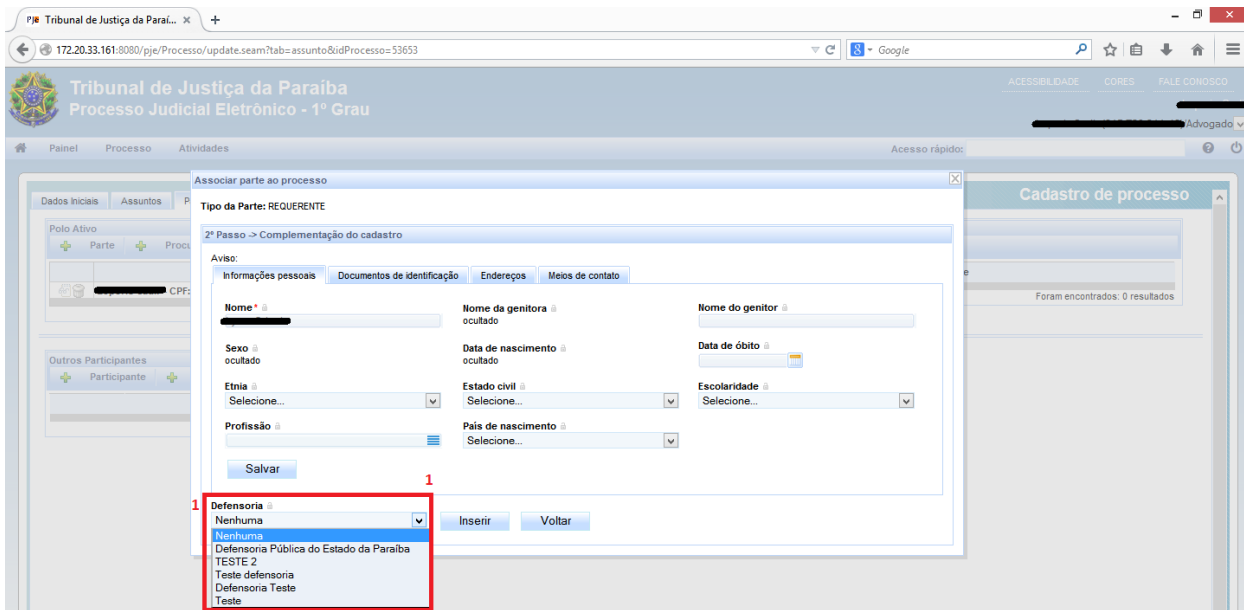 PJe Tribunal de Justiça da Paraí... × +
172.20.33.161:8080/pje/Processo/update.seam?tab=assunto&idProcesso=53653
8 Google
Tribunal de Justiça da Paraíba
Processo Judicial Eletrônico - 1º Grau
ACESSIBILIDADE CORES FALE CONOSCO
/Advogado
Painel Processo Atividades Acesso rápido:
Associar parte ao processo
Cadastro de processo
Dados Iniciais Assuntos P
Tipo da Parte: REQUERENTE
Polo Ativo
Parte Procu
2º Passo -> Complementação do cadastro
Aviso:
Informações pessoais Documentos de identificação Endereços Meios de contato
e
CPF:
Foram encontrados: 0 resultados
Nome * Nome da genitora Nome do genitor
ocultado
Sexo Data de nascimento Data de óbito
ocultado ocultado
Outros Participantes
Participante
Etnia Estado civil Escolaridade
Selecione... Selecione... Selecione...
Profissão País de nascimento
Selecione...
Salvar
1
1 Defensoria
Nenhuma Inserir Voltar
Nenhuma
Defensoria Pública do Estado da Paraíba
TESTE 2
Teste defensoria
Defensoria Teste
Teste